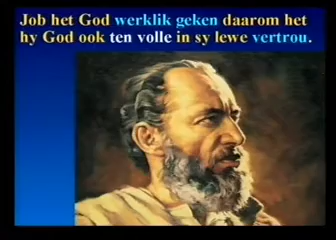 Job het God werklik geken daarom het
hy God ook ten volle in sy lewe vertrou.